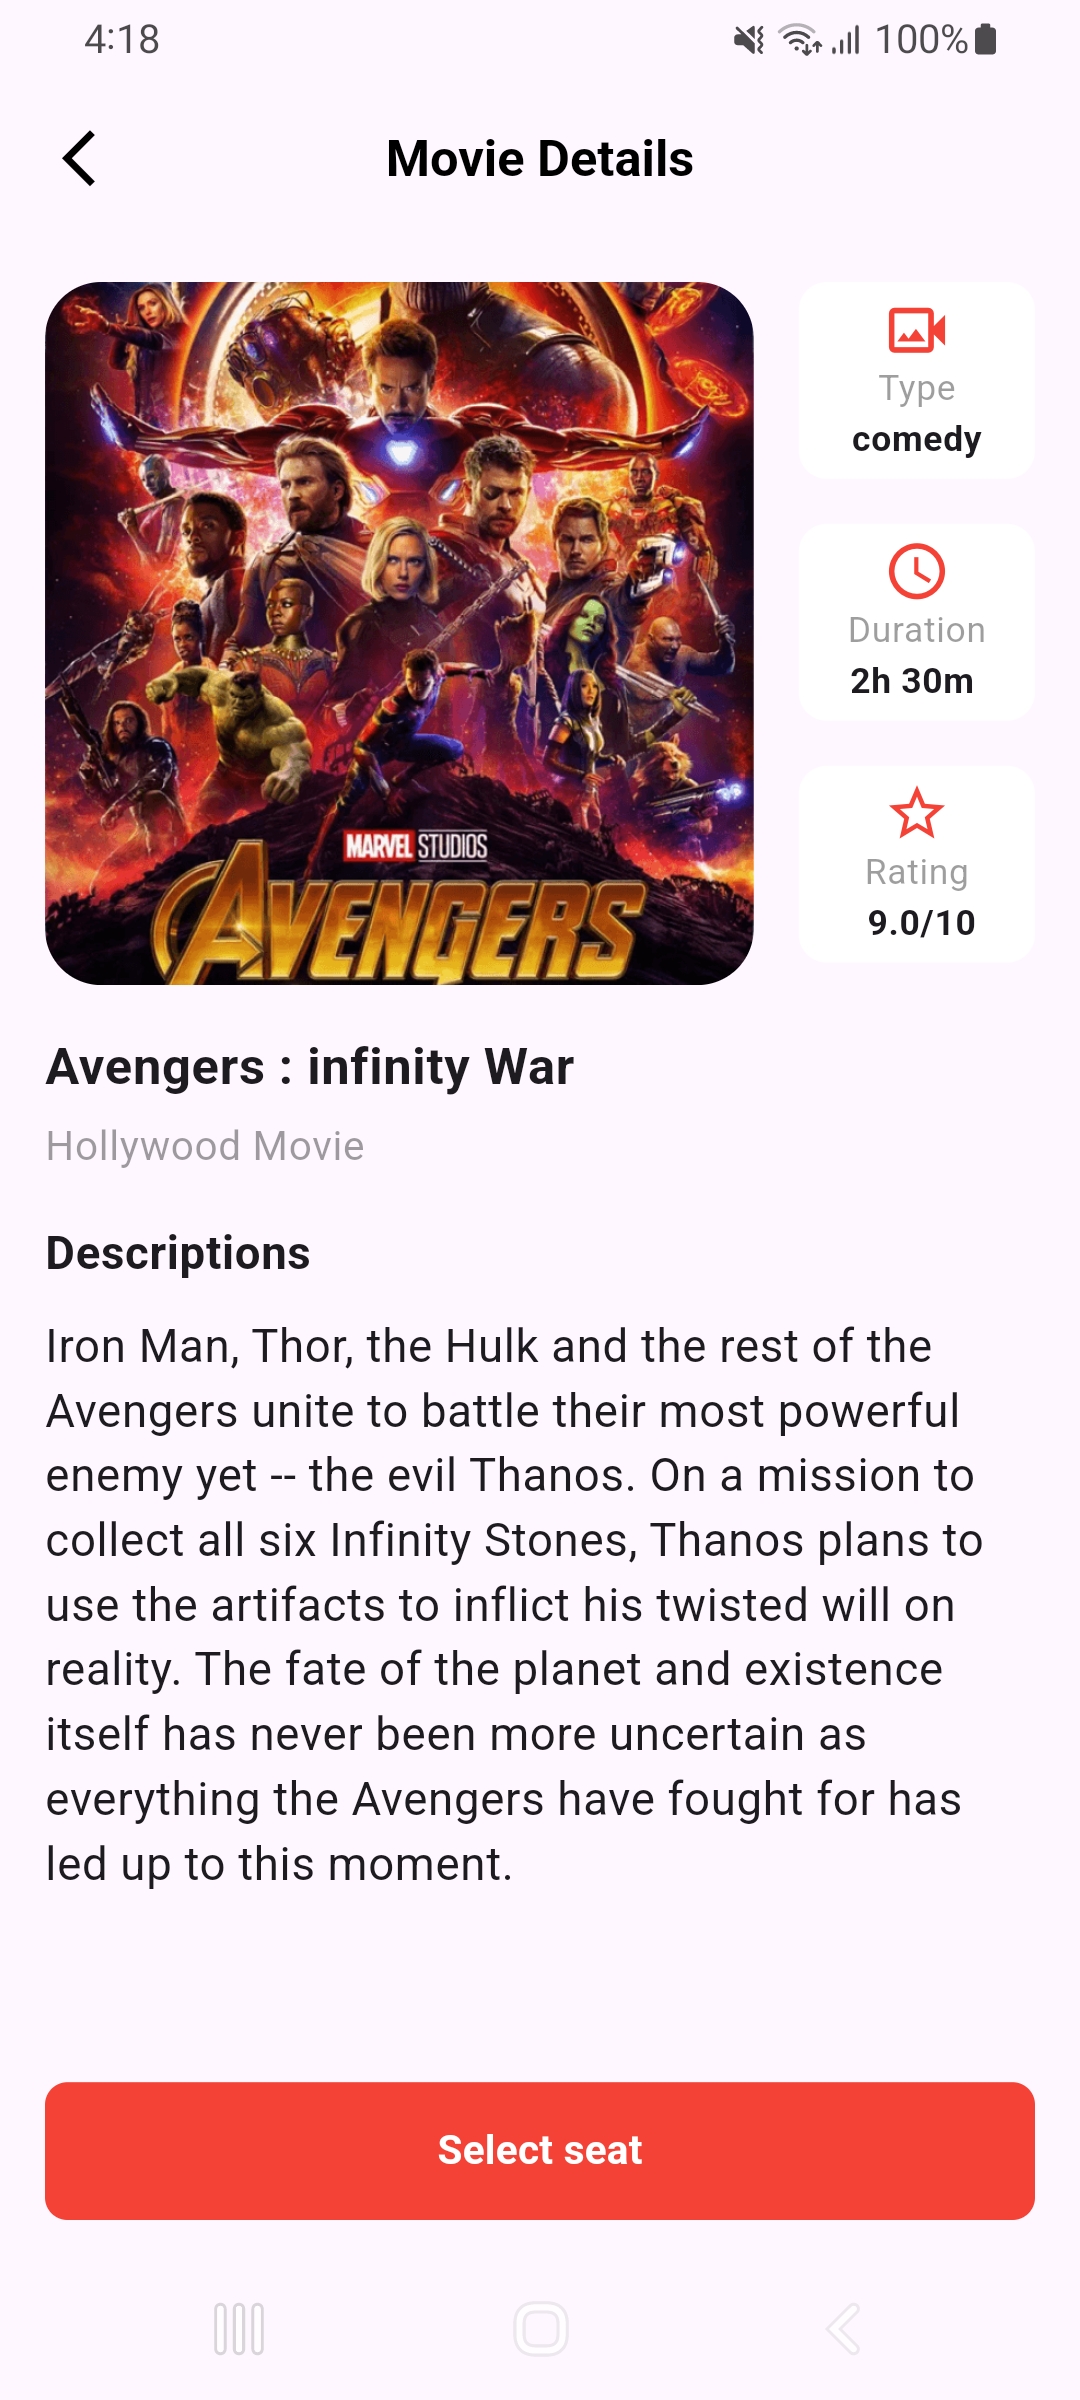 4:18
100%
Movie Details
MARVEL STUDIOS
AVENGERS
Type
comedy
Duration
2h 30m
Rating
9.0/10
Avengers : infinity War
Hollywood Movie
Descriptions
Iron Man, Thor, the Hulk and the rest of the
Avengers unite to battle their most powerful
enemy yet -- the evil Thanos. On a mission to
collect all six Infinity Stones, Thanos plans to
use the artifacts to inflict his twisted will on
reality. The fate of the planet and existence
itself has never been more uncertain as
everything the Avengers have fought for has
led up to this moment.
Select seat